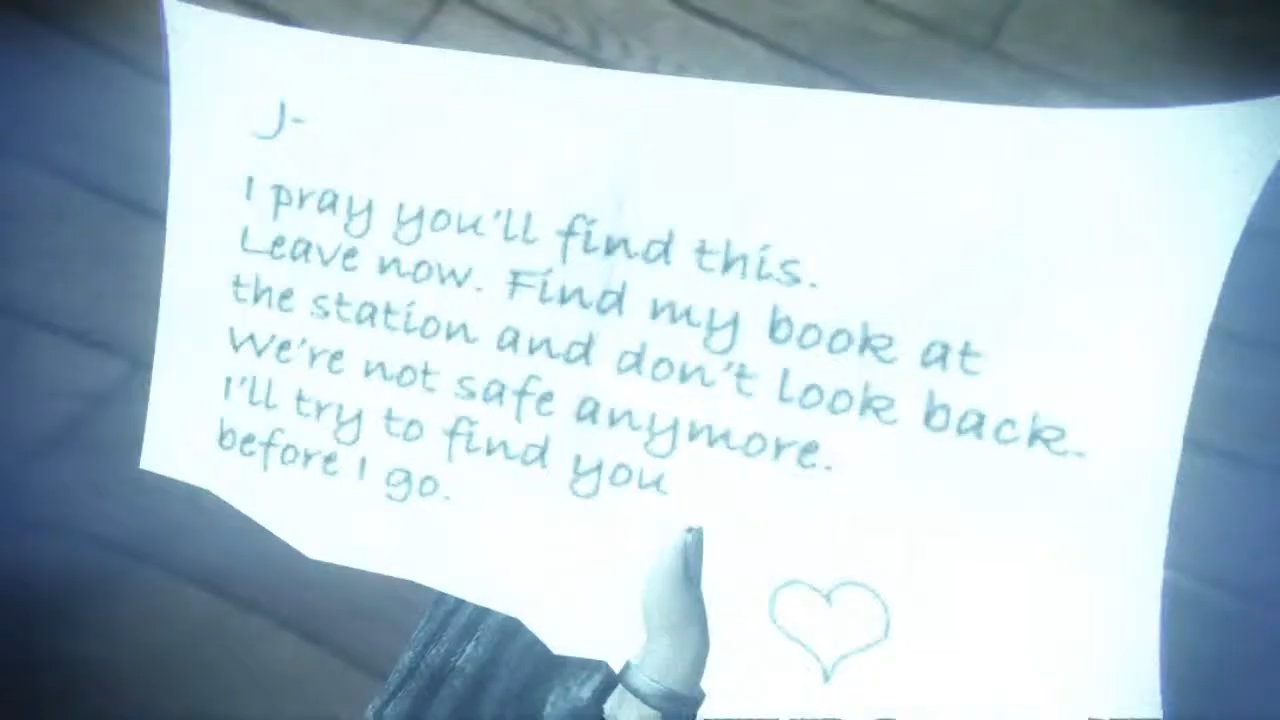 J-
I pray you'll find this.
Leave now. Find my book at
the station and don't look back.
We're not safe anymore.
I'll try to find you
before I go.